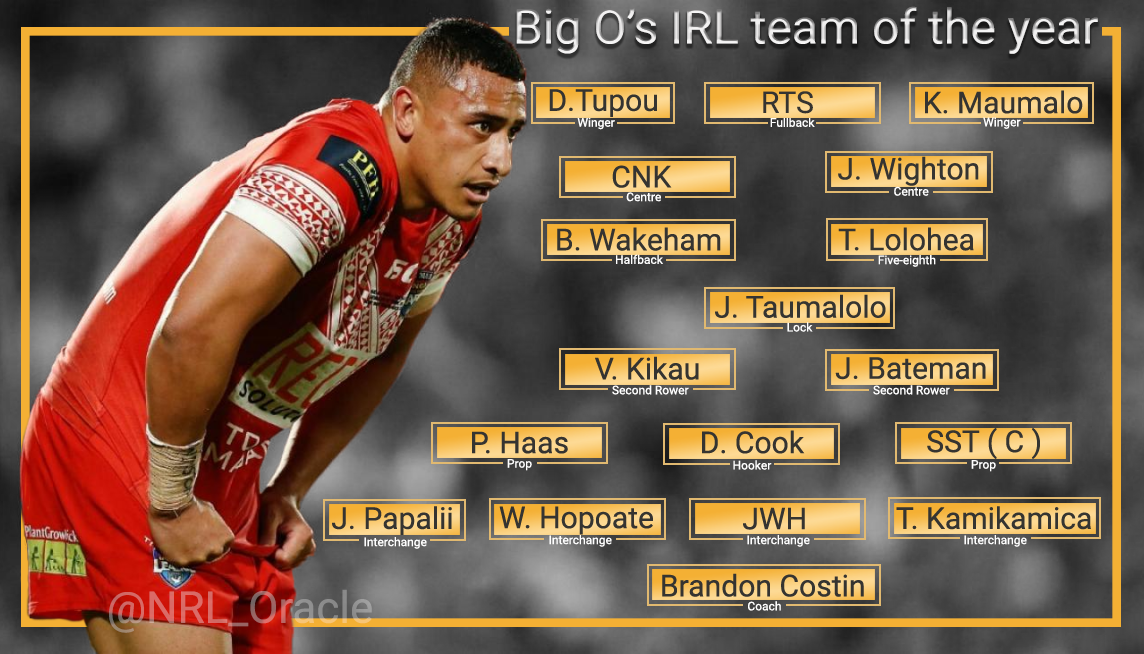 Big O's IRL team of the year
D.Tupou
Winger
RTS
Fullback
K. Maumalo
Winger
CNK
Centre
J. Wighton
Centre
B. Wakeham
Halfback
T. Lolohea
Five-eighth
J. Taumalolo
Lock
V. Kikau
Second Rower
J. Bateman
Second Rower
P. Haas
Prop
D. Cook
Hooker
SST ( C )
Prop
J. Papalii
Interchange
W. Hopoate
Interchange
JWH
Interchange
T. Kamikamica
Interchange
Brandon Costin
Coach
@NRL_Oracle